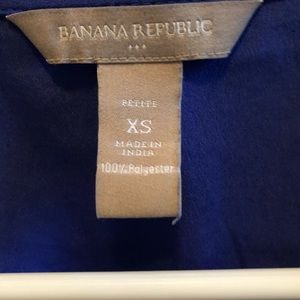 BANANA REPUBLIC
PETITE
XS
MADE IN
INDIA
100% Polyester